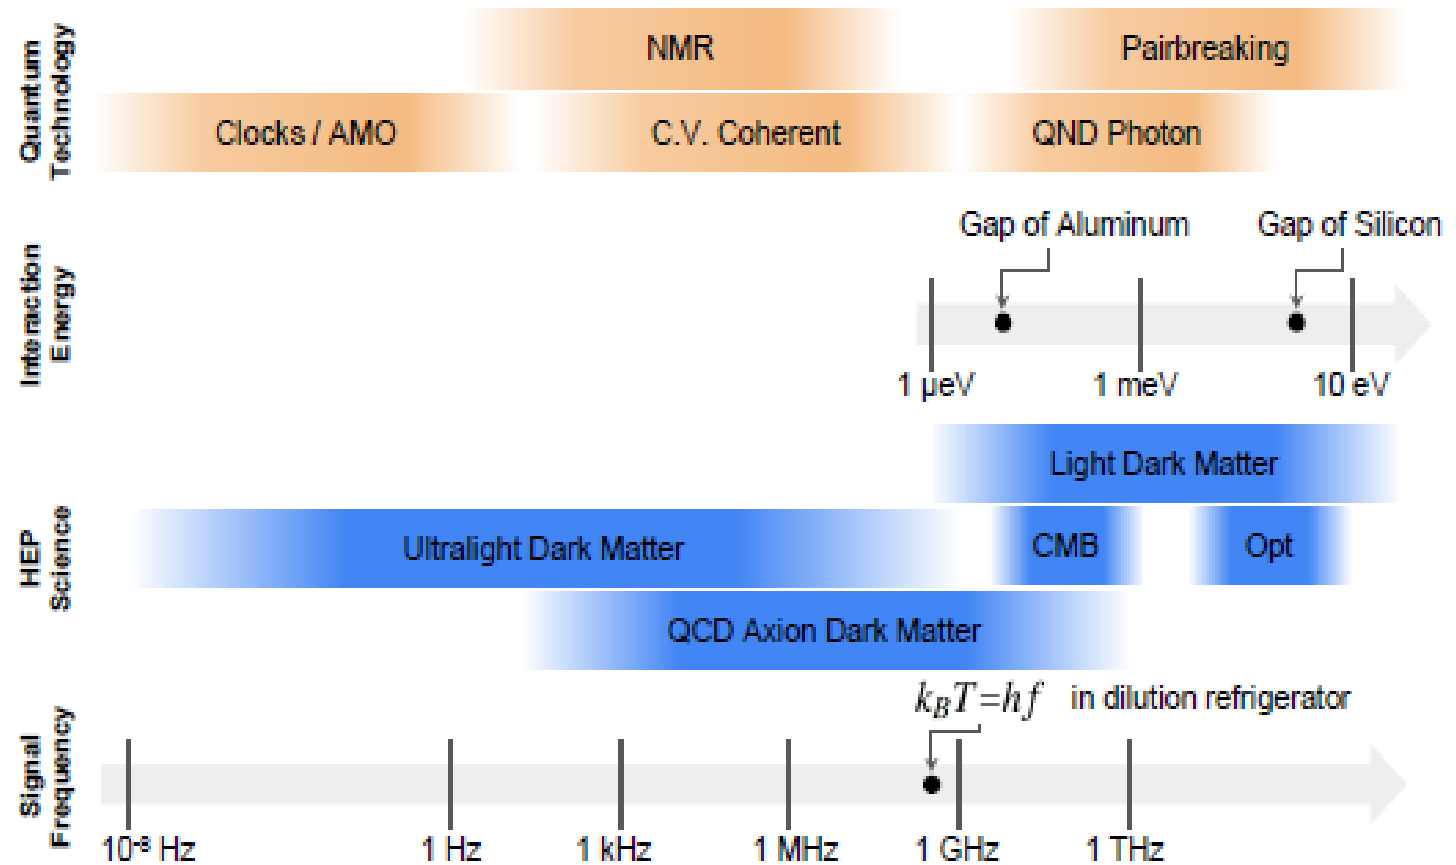 Quantum
Technology
NMR
Pairbreaking
Clocks / AMO
C.V. Coherent
QND Photon
Interaction
Energy
Gap of Aluminum
Gap of Silicon
1 µeV
1 meV
10 eV
HEP
Science
Light Dark Matter
Ultralight Dark Matter
CMB
Opt
QCD Axion Dark Matter
Signal
Frequency
k_BT=hf in dilution refrigerator
10⁻⁸ Hz
1 Hz
1 kHz
1 MHz
1 GHz
1 THz